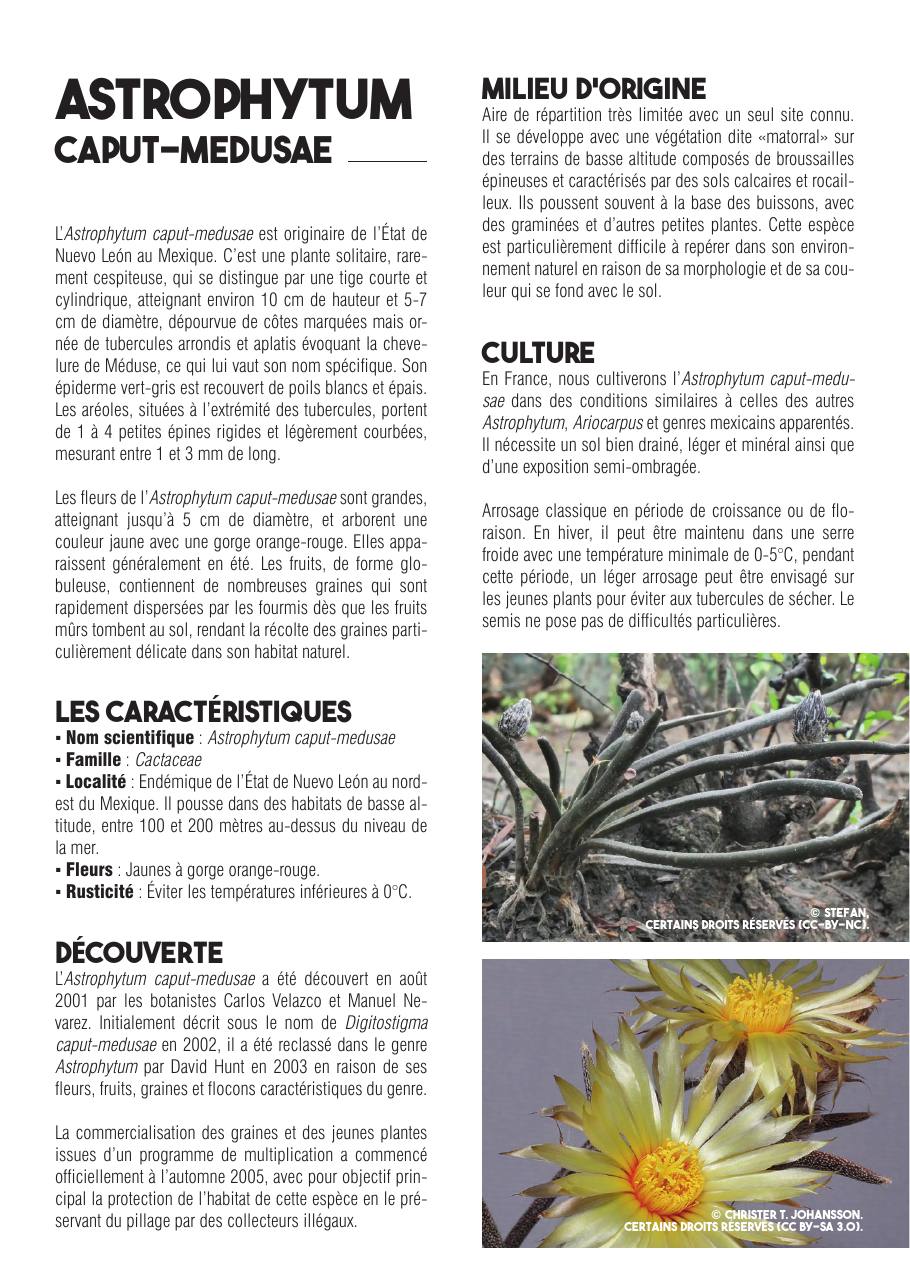 ASTROPHYTUM
CAPUT-MEDUSAE
L'Astrophytum caput-medusae est originaire de l'État de
Nuevo León au Mexique. C'est une plante solitaire, rare-
ment cespiteuse, qui se distingue par une tige courte et
cylindrique, atteignant environ 10 cm de hauteur et 5-7
cm de diamètre, dépourvue de côtes marquées mais or-
née de tubercules arrondis et aplatis évoquant la cheve-
lure de Méduse, ce qui lui vaut son nom spécifique. Son
épiderme vert-gris est recouvert de poils blancs et épais.
Les aréoles, situées à l'extrémité des tubercules, portent
de 1 à 4 petites épines rigides et légèrement courbées,
mesurant entre 1 et 3 mm de long.
Les fleurs de l'Astrophytum caput-medusae sont grandes,
atteignant jusqu'à 5 cm de diamètre, et arborent une
couleur jaune avec une gorge orange-rouge. Elles appa-
raissent généralement en été. Les fruits, de forme glo-
buleuse, contiennent de nombreuses graines qui sont
rapidement dispersées par les fourmis dès que les fruits
mûrs tombent au sol, rendant la récolte des graines parti-
culièrement délicate dans son habitat naturel.
LES CARACTÉRISTIQUES
▪ Nom scientifique : Astrophytum caput-medusae
▪ Famille : Cactaceae
▪ Localité : Endémique de l'État de Nuevo León au nord-
est du Mexique. Il pousse dans des habitats de basse al-
titude, entre 100 et 200 mètres au-dessus du niveau de
la mer.
▪ Fleurs : Jaunes à gorge orange-rouge.
▪ Rusticité : Éviter les températures inférieures à 0°C.
DÉCOUVERTE
L'Astrophytum caput-medusae a été découvert en août
2001 par les botanistes Carlos Velazco et Manuel Ne-
varez. Initialement décrit sous le nom de Digitostigma
caput-medusae en 2002, il a été reclassé dans le genre
Astrophytum par David Hunt en 2003 en raison de ses
fleurs, fruits, graines et flocons caractéristiques du genre.
La commercialisation des graines et des jeunes plantes
issues d'un programme de multiplication a commencé
officiellement à l'automne 2005, avec pour objectif prin-
cipal la protection de l'habitat de cette espèce en le pré-
servant du pillage par des collecteurs illégaux.
MILIEU D'ORIGINE
Aire de répartition très limitée avec un seul site connu.
Il se développe avec une végétation dite «matorral» sur
des terrains de basse altitude composés de broussailles
épineuses et caractérisés par des sols calcaires et rocail-
leux. Ils poussent souvent à la base des buissons, avec
des graminées et d'autres petites plantes. Cette espèce
est particulièrement difficile à repérer dans son environ-
nement naturel en raison de sa morphologie et de sa cou-
leur qui se fond avec le sol.
CULTURE
En France, nous cultiverons l'Astrophytum caput-medu-
sae dans des conditions similaires à celles des autres
Astrophytum, Ariocarpus et genres mexicains apparentés.
Il nécessite un sol bien drainé, léger et minéral ainsi que
d'une exposition semi-ombragée.
Arrosage classique en période de croissance ou de flo-
raison. En hiver, il peut être maintenu dans une serre
froide avec une température minimale de 0-5°C, pendant
cette période, un léger arrosage peut être envisagé sur
les jeunes plants pour éviter aux tubercules de sécher. Le
semis ne pose pas de difficultés particulières.
© STEFAN,
CERTAINS DROITS RÉSERVÉS (CC-BY-NC).
© CHRISTER T. JOHANSSON.
CERTAINS DROITS RÉSERVÉS (CC BY-SA 3.0).